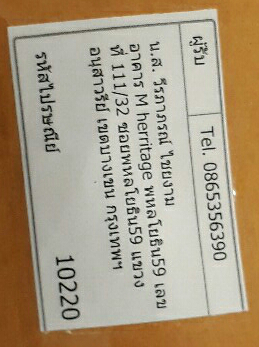 ผู้รับ
Tel. 0865356390
น.ส. วีรภาภรณ์ ไชยงาม
อาคาร M herritage พหลโยธิน59 เลข
ที่ 111/32 ซอยพหลโยธิน59 แขวง
อนุสาวรีย์ เขตบางเขน กรุงเทพฯ
รหัสไปรษณีย์
10220